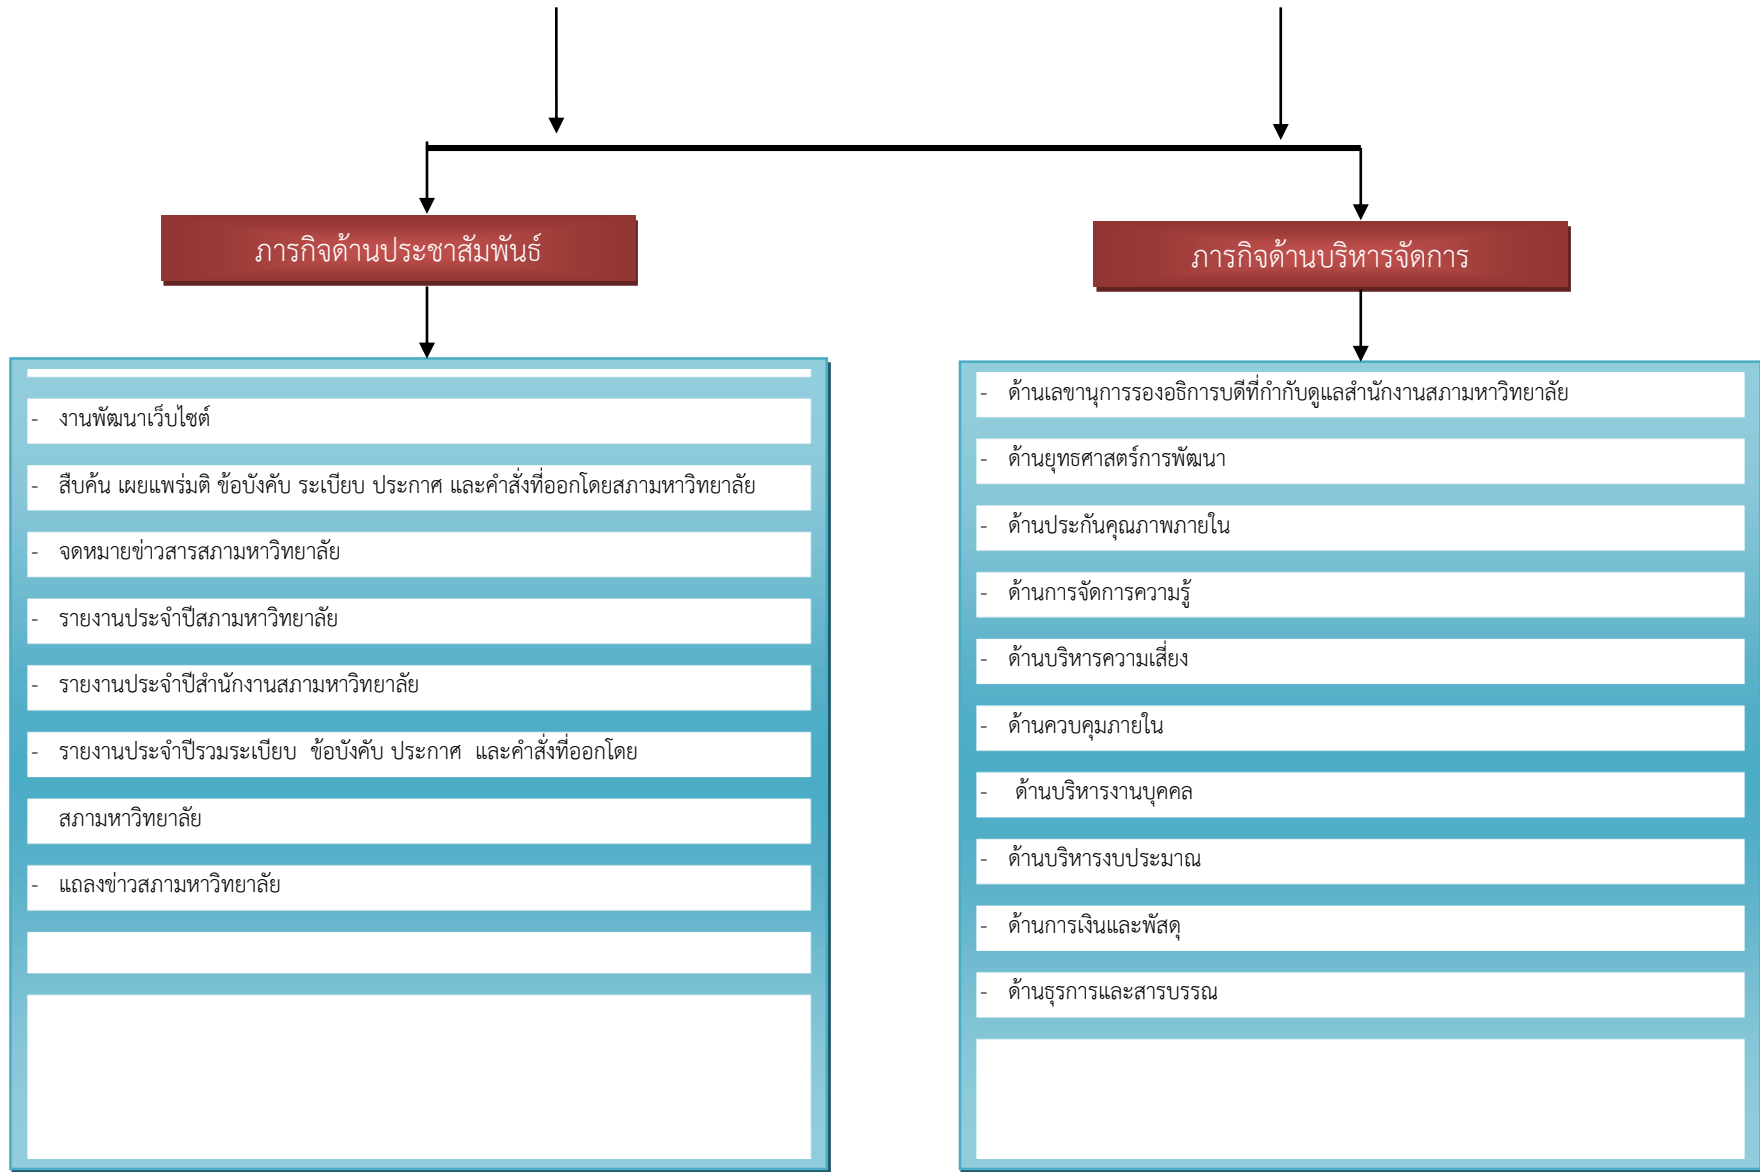 ภารกิจด้านประชาสัมพันธ์
- งานพัฒนาเว็บไซต์
- สืบค้น เผยแพร่มติ ข้อบังคับ ระเบียบ ประกาศ และคำสั่งที่ออกโดยสภามหาวิทยาลัย
- จดหมายข่าวสารสภามหาวิทยาลัย
- รายงานประจำปีสภามหาวิทยาลัย
- รายงานประจำปีสำนักงานสภามหาวิทยาลัย
- รายงานประจำปีรวมระเบียบ ข้อบังคับ ประกาศ และคำสั่งที่ออกโดย
สภามหาวิทยาลัย
- แถลงข่าวสภามหาวิทยาลัย
ภารกิจด้านบริหารจัดการ
- ด้านเลขานุการรองอธิการบดีที่กำกับดูแลสำนักงานสภามหาวิทยาลัย
- ด้านยุทธศาสตร์การพัฒนา
- ด้านประกันคุณภาพภายใน
- ด้านการจัดการความรู้
- ด้านบริหารความเสี่ยง
- ด้านควบคุมภายใน
- ด้านบริหารงานบุคคล
- ด้านบริหารงบประมาณ
- ด้านการเงินและพัสดุ
- ด้านธุรการและสารบรรณ